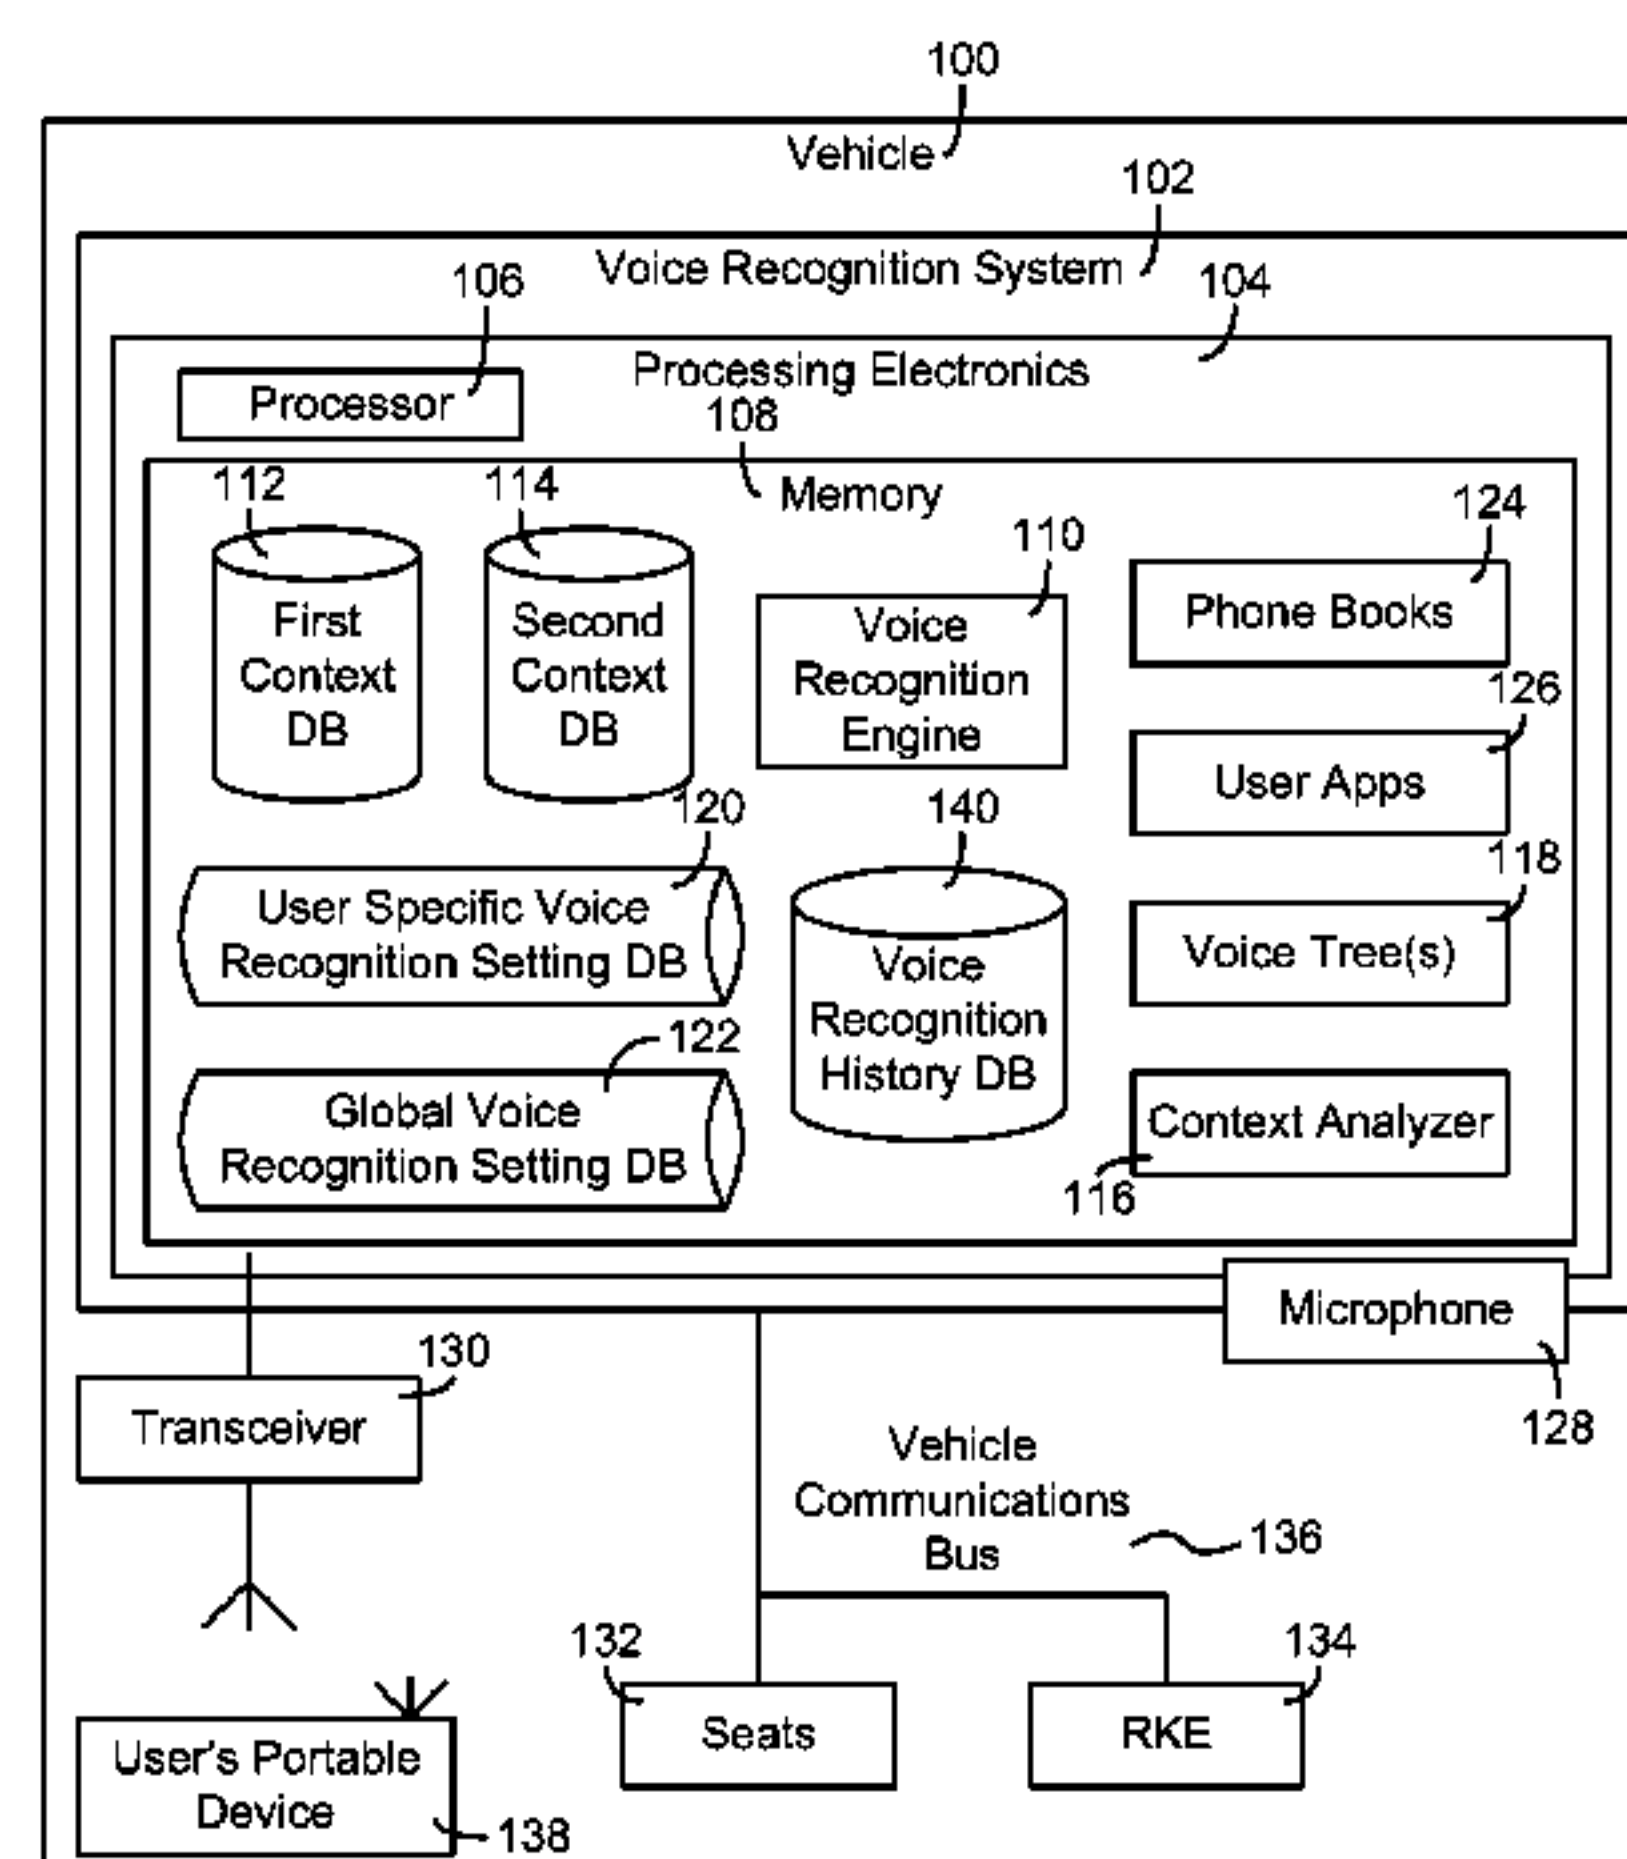 100
Vehicle
102
Voice Recognition System
106
104
Processing Electronics
Processor
108
112
114
Memory
124
110
First
Context
DB
Second
Context
DB
Voice
Recognition
Engine
Phone Books
126
User Apps
120
140
118
User Specific Voice
Recognition Setting DB
Voice
Recognition
History DB
Voice Tree(s)
122
Global Voice
Recognition Setting DB
Context Analyzer
116
Microphone
130
128
Transceiver
Vehicle
Communications
Bus
136
132
134
Seats
RKE
User's Portable
Device
138